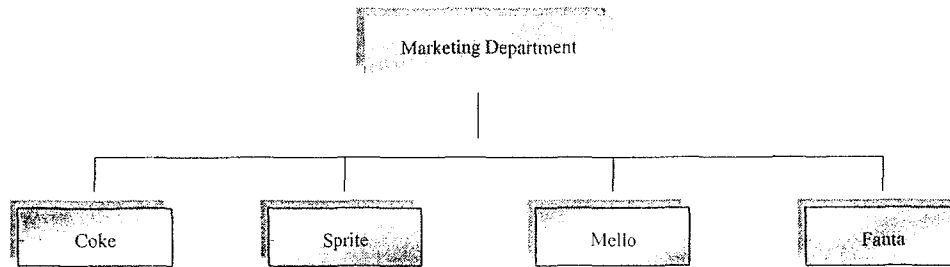 Marketing Department
Coke
Sprite
Mello
Fanta